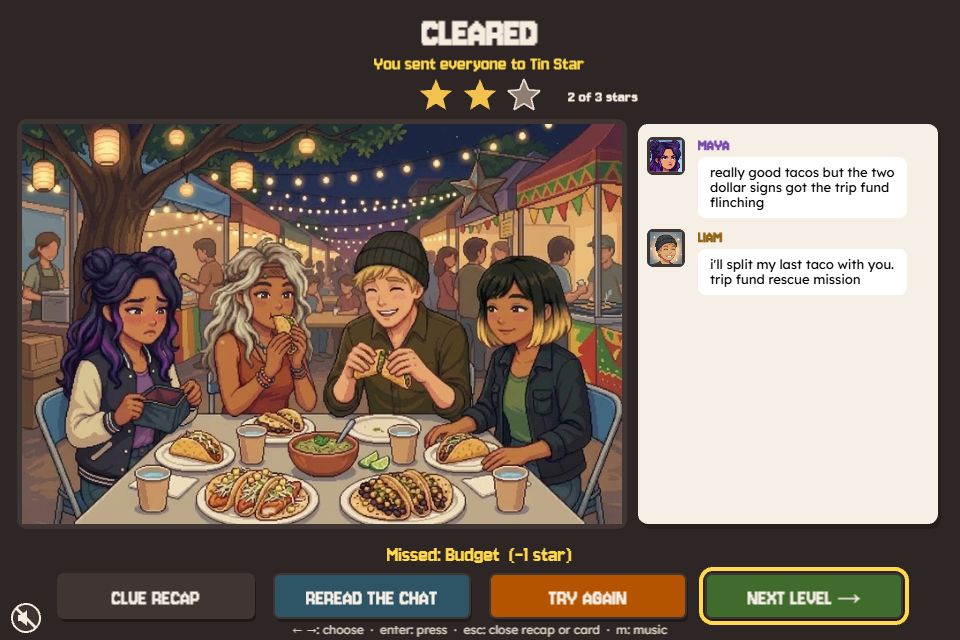 CLEARED
You sent everyone to Tin Star
2 of 3 stars
MAYA
really good tacos but the two
dollar signs got the trip fund
flinching
LIAM
i'll split my last taco with you.
trip fund rescue mission
Missed: Budget (-1 star)
CLUE RECAP
REREAD THE CHAT
TRY AGAIN
NEXT LEVEL →
← →: choose · enter: press · esc: close recap or card · m: music